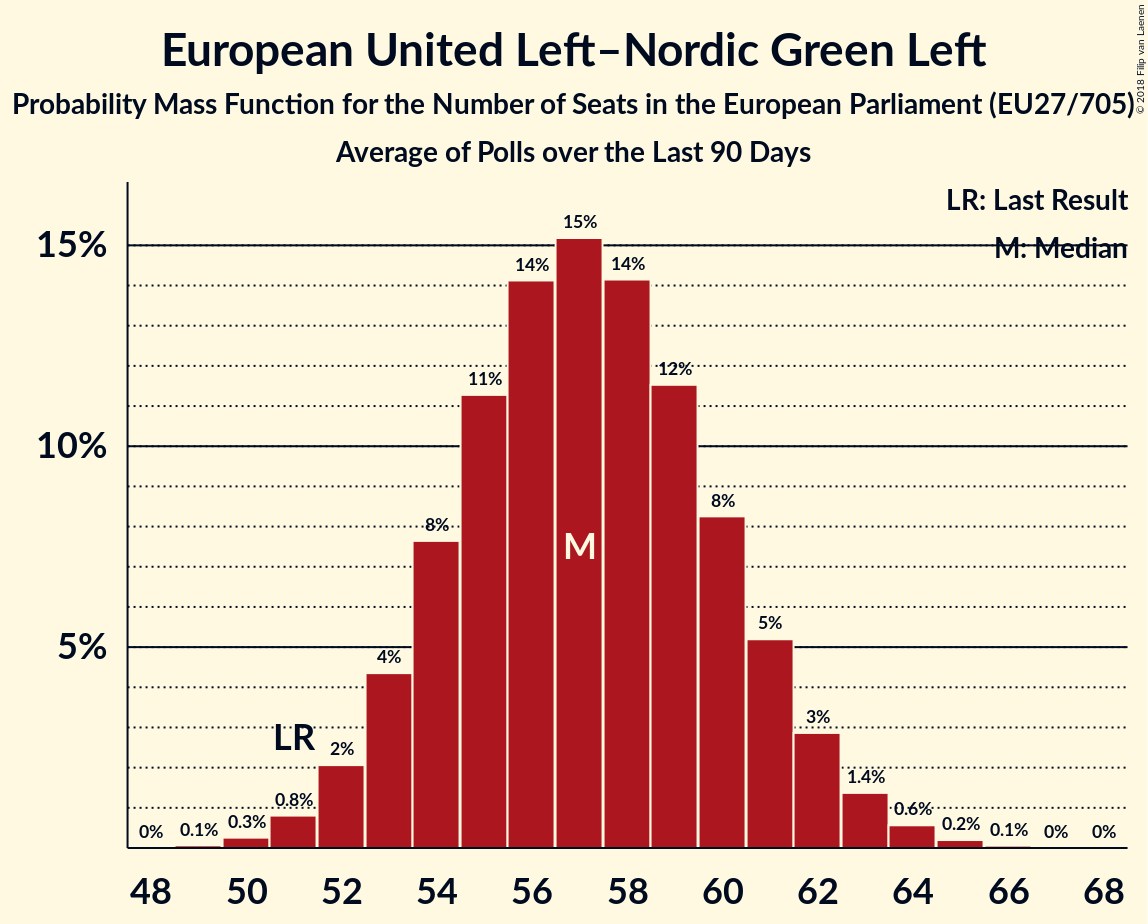 European United Left–Nordic Green Left
Probability Mass Function for the Number of Seats in the European Parliament (EU27/705)
Average of Polls over the Last 90 Days
© 2018 Filip van Laenen
LR: Last Result
M: Median
15%
10%
5%
0%
0.1%
0.3%
0.8%
LR
2%
4%
8%
11%
14%
15%
M
14%
12%
8%
5%
3%
1.4%
0.6%
0.2%
0.1%
0%
0%
48 50 52 54 56 58 60 62 64 66 68